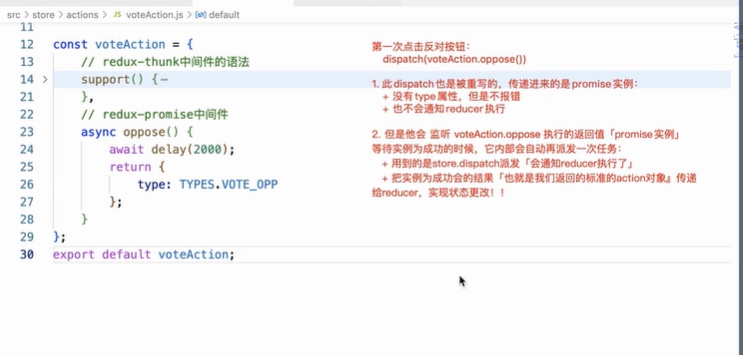 src > store > actions > JS voteAction.js > default
11
12 const voteAction = {
13 // redux-thunk中间件的语法
14 > support() { ⋯
21 },
22 // redux-promise中间件
23 async oppose() {
24 await delay(2000);
25 return {
26 type: TYPES.VOTE_OPP
27 };
28 }
29 };
30 export default voteAction;
第一次点击反对按钮:
dispatch(voteAction.oppose())
1. 此dispatch也是被重写的,传递进来的是promise实例:
+ 没有type属性,但是不报错
+ 也不会通知reducer执行
2. 但是他会 监听 voteAction.oppose 执行的返回值「promise实例」
等待实例为成功的时候,它内部会自动再派发一次任务:
+ 用到的是store.dispatch派发「会通知reducer执行了」
+ 把实例为成功会的结果「也就是我们返回的标准的action对象』传递
给reducer,实现状态更改!!